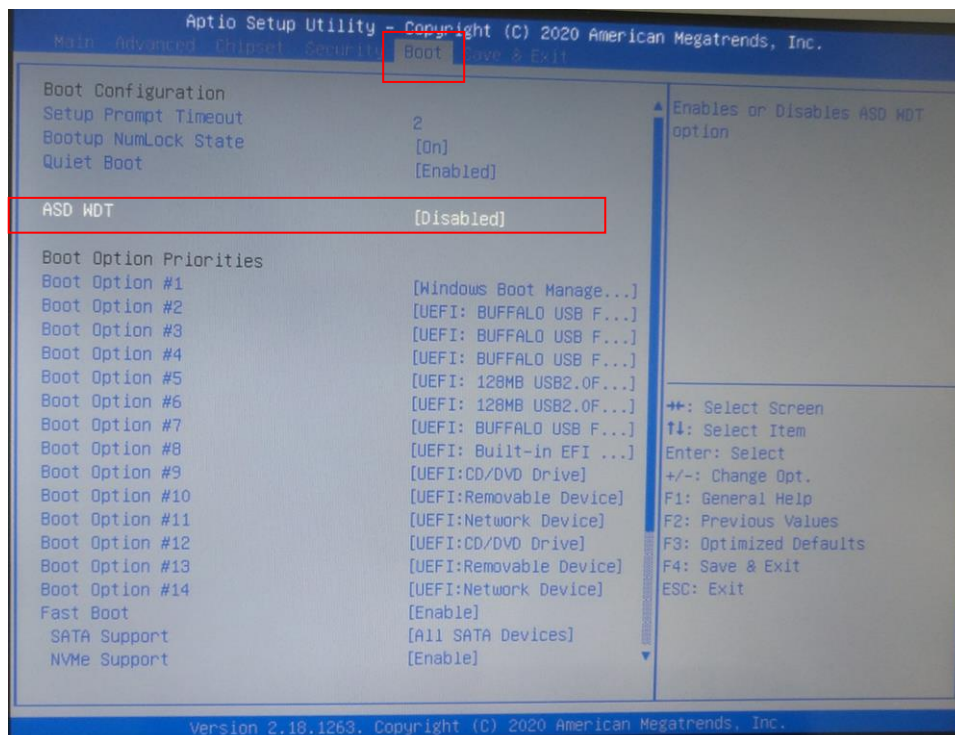 Aptio Setup Utility – Copyright (C) 2020 American Megatrends, Inc.
Main Advanced Chipset Security Boot Save & Exit
Boot Configuration
Setup Prompt Timeout 2
Bootup NumLock State [On]
Quiet Boot [Enabled]
ASD WDT [Disabled]
Boot Option Priorities
Boot Option #1 [Windows Boot Manage...]
Boot Option #2 [UEFI: BUFFALO USB F...]
Boot Option #3 [UEFI: BUFFALO USB F...]
Boot Option #4 [UEFI: BUFFALO USB F...]
Boot Option #5 [UEFI: 128MB USB2.0F...]
Boot Option #6 [UEFI: 128MB USB2.0F...]
Boot Option #7 [UEFI: BUFFALO USB F...]
Boot Option #8 [UEFI: Built-in EFI ...]
Boot Option #9 [UEFI:CD/DVD Drive]
Boot Option #10 [UEFI:Removable Device]
Boot Option #11 [UEFI:Network Device]
Boot Option #12 [UEFI:CD/DVD Drive]
Boot Option #13 [UEFI:Removable Device]
Boot Option #14 [UEFI:Network Device]
Fast Boot [Enable]
SATA Support [All SATA Devices]
NVMe Support [Enable]
Enables or Disables ASD WDT
option
→←: Select Screen
↑↓: Select Item
Enter: Select
+/-: Change Opt.
F1: General Help
F2: Previous Values
F3: Optimized Defaults
F4: Save & Exit
ESC: Exit
Version 2.18.1263. Copyright (C) 2020 American Megatrends, Inc.